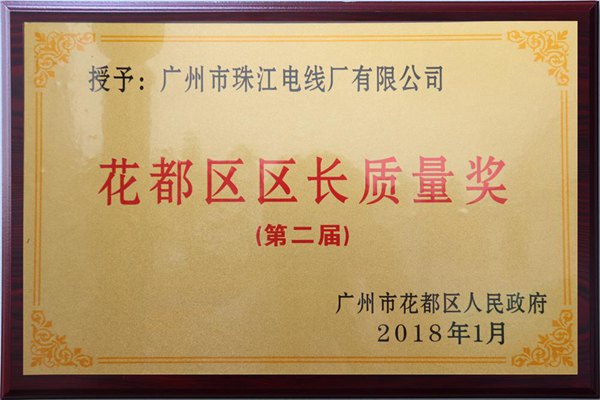 授予：广州市珠江电线厂有限公司
花都区区长质量奖
(第二届)
广州市花都区人民政府
2018年1月